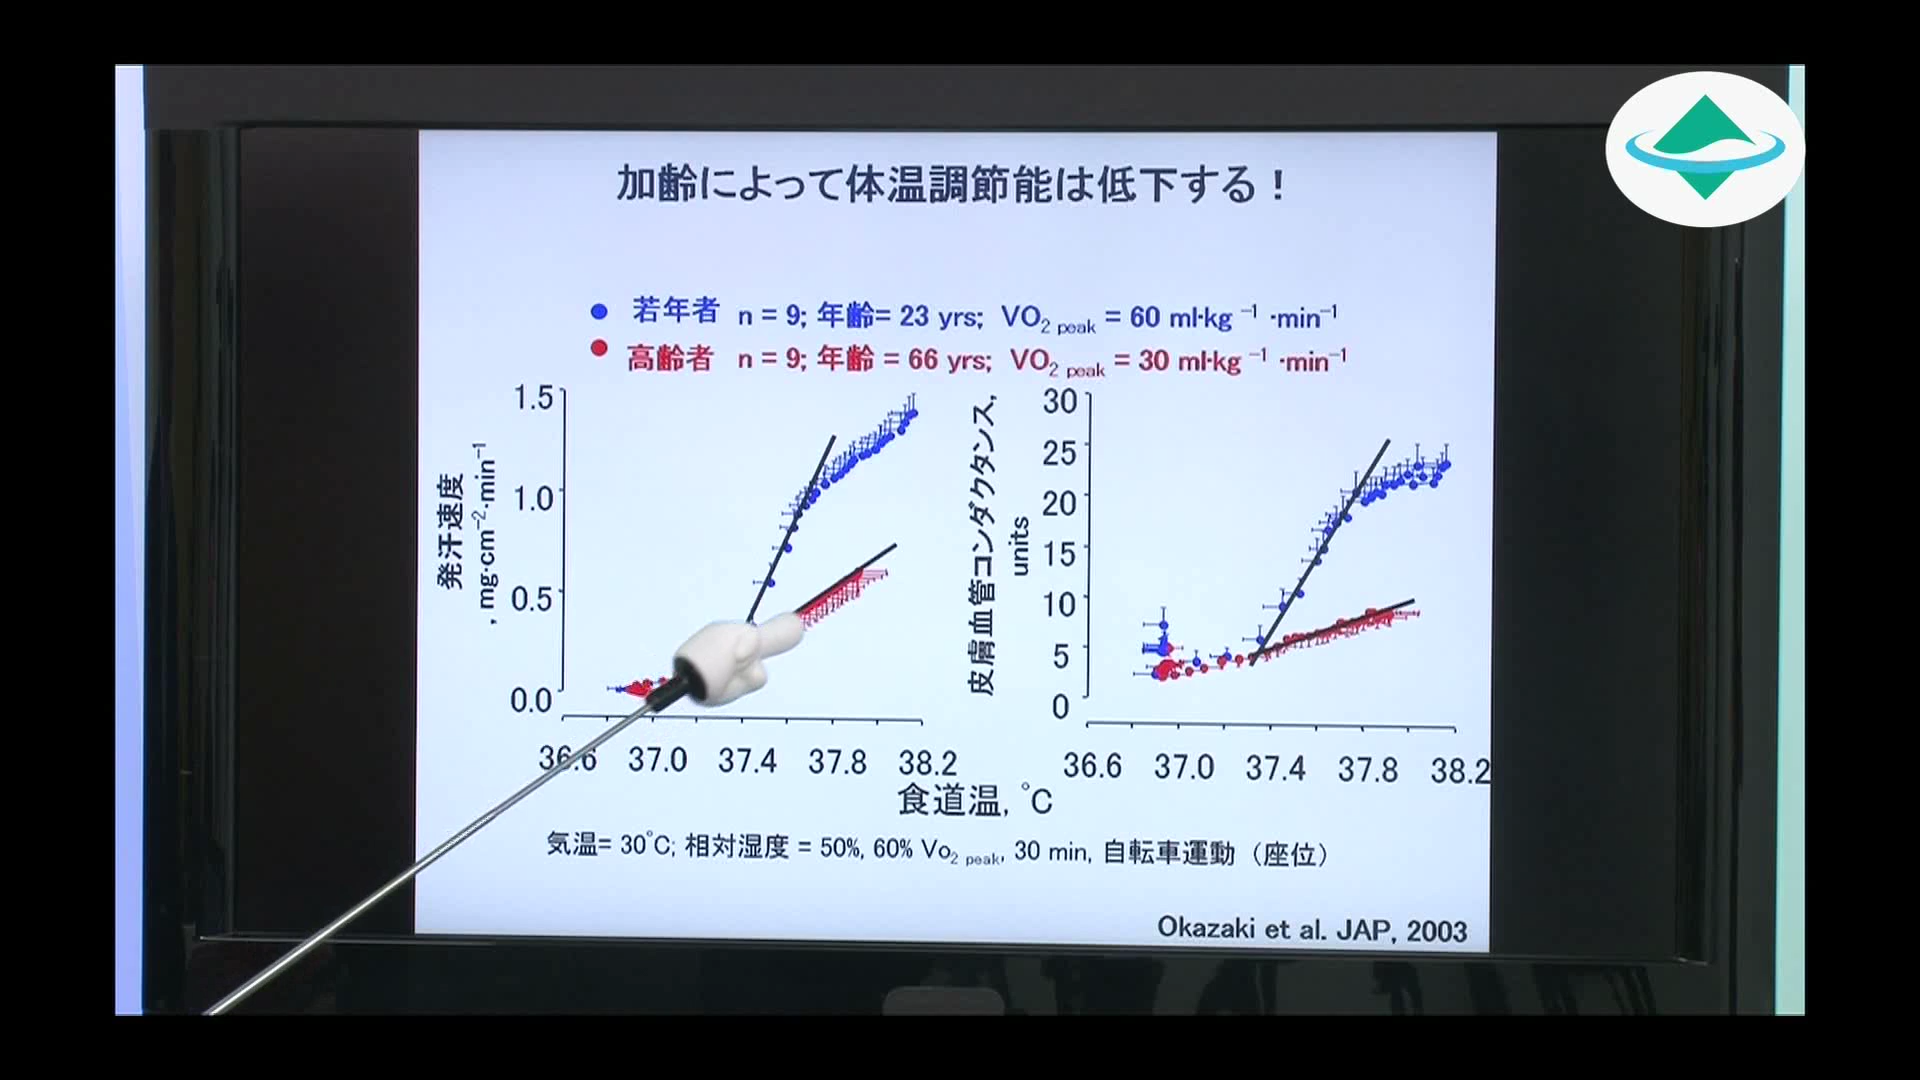 加齢によって体温調節能は低下する！
若年者 n = 9; 年齢= 23 yrs; VO2 peak = 60 ml·kg −1 ·min−1
高齢者 n = 9; 年齢 = 66 yrs; VO2 peak = 30 ml·kg −1 ·min−1
発汗速度
, mg·cm−2·min−1
1.5
1.0
0.5
0.0
36.6 37.0 37.4 37.8 38.2
皮膚血管コンダクタンス,
units
30
25
20
15
10
5
0
36.6 37.0 37.4 37.8 38.2
食道温, °C
気温= 30°C; 相対湿度 = 50%, 60% Vo2 peak, 30 min, 自転車運動（座位）
Okazaki et al. JAP, 2003